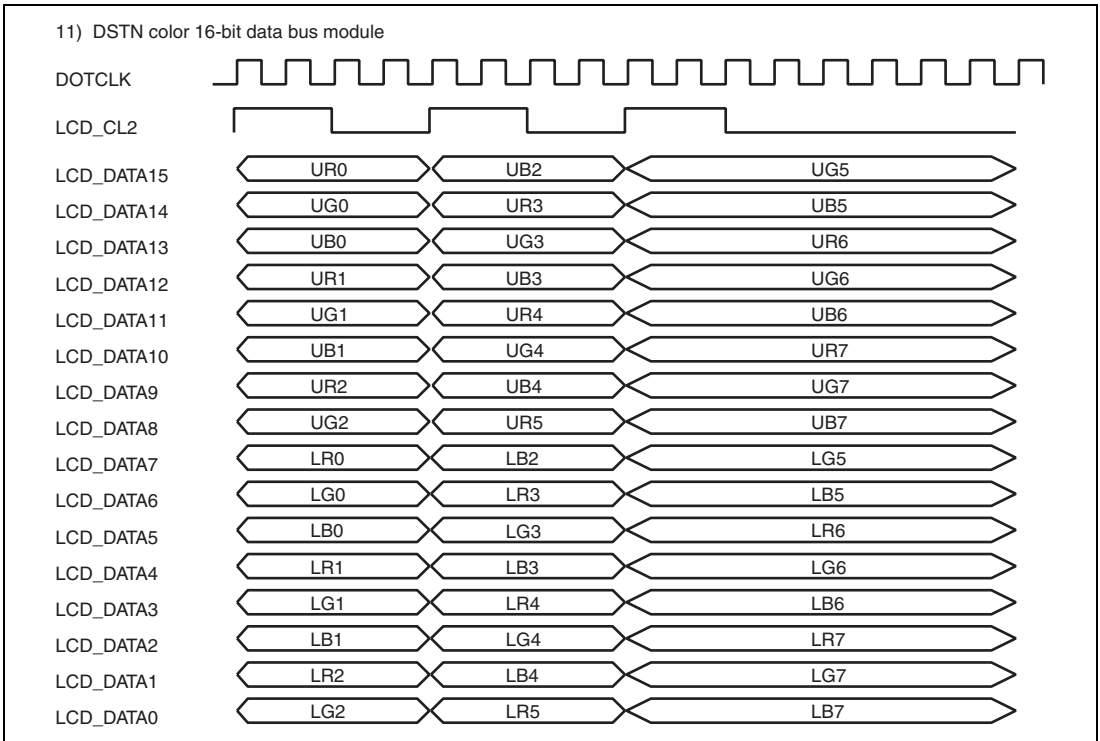 11) DSTN color 16-bit data bus module
DOTCLK
LCD_CL2
LCD_DATA15 UR0 UB2 UG5
LCD_DATA14 UG0 UR3 UB5
LCD_DATA13 UB0 UG3 UR6
LCD_DATA12 UR1 UB3 UG6
LCD_DATA11 UG1 UR4 UB6
LCD_DATA10 UB1 UG4 UR7
LCD_DATA9 UR2 UB4 UG7
LCD_DATA8 UG2 UR5 UB7
LCD_DATA7 LR0 LB2 LG5
LCD_DATA6 LG0 LR3 LB5
LCD_DATA5 LB0 LG3 LR6
LCD_DATA4 LR1 LB3 LG6
LCD_DATA3 LG1 LR4 LB6
LCD_DATA2 LB1 LG4 LR7
LCD_DATA1 LR2 LB4 LG7
LCD_DATA0 LG2 LR5 LB7